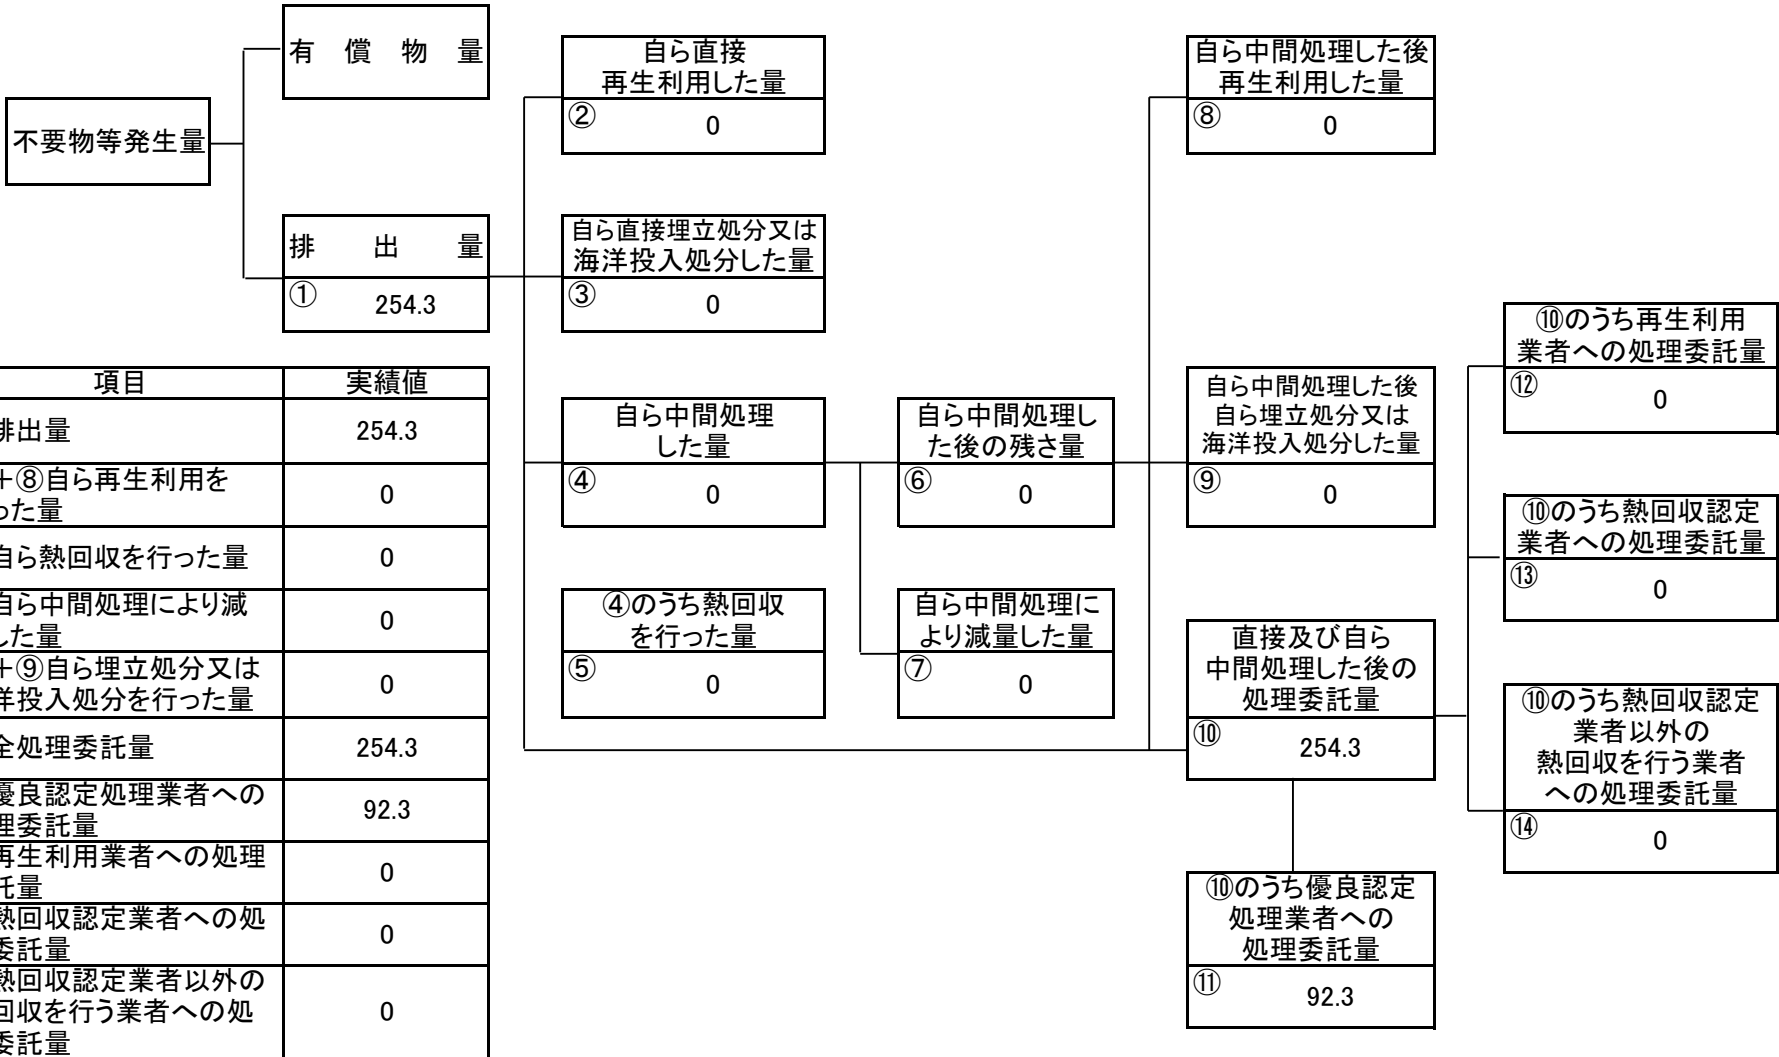 有償物量
不要物等発生量
排出量
①
254.3
自ら直接
再生利用した量
②
0
自ら直接埋立処分又は
海洋投入処分した量
③
0
自ら中間処理
した量
④
0
④のうち熱回収
を行った量
⑤
0
自ら中間処理し
た後の残さ量
⑥
0
自ら中間処理に
より減量した量
⑦
0
自ら中間処理した後
再生利用した量
⑧
0
自ら中間処理した後
自ら埋立処分又は
海洋投入処分した量
⑨
0
直接及び自ら
中間処理した後の
処理委託量
⑩
254.3
⑩のうち優良認定
処理業者への
処理委託量
⑪
92.3
⑩のうち再生利用
業者への処理委託量
⑫
0
⑩のうち熱回収認定
業者への処理委託量
⑬
0
⑩のうち熱回収認定
業者以外の
熱回収を行う業者
への処理委託量
⑭
0
項目
実績値
排出量
254.3
+⑧自ら再生利用を
った量
0
自ら熱回収を行った量
0
自ら中間処理により減
した量
0
+⑨自ら埋立処分又は
洋投入処分を行った量
0
全処理委託量
254.3
優良認定処理業者への
理委託量
92.3
再生利用業者への処理
託量
0
熱回収認定業者への処
委託量
0
熱回収認定業者以外の
回収を行う業者への処
委託量
0